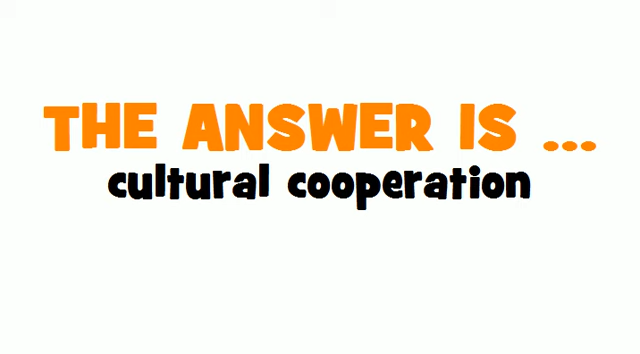 THE ANSWER IS ...
cultural cooperation